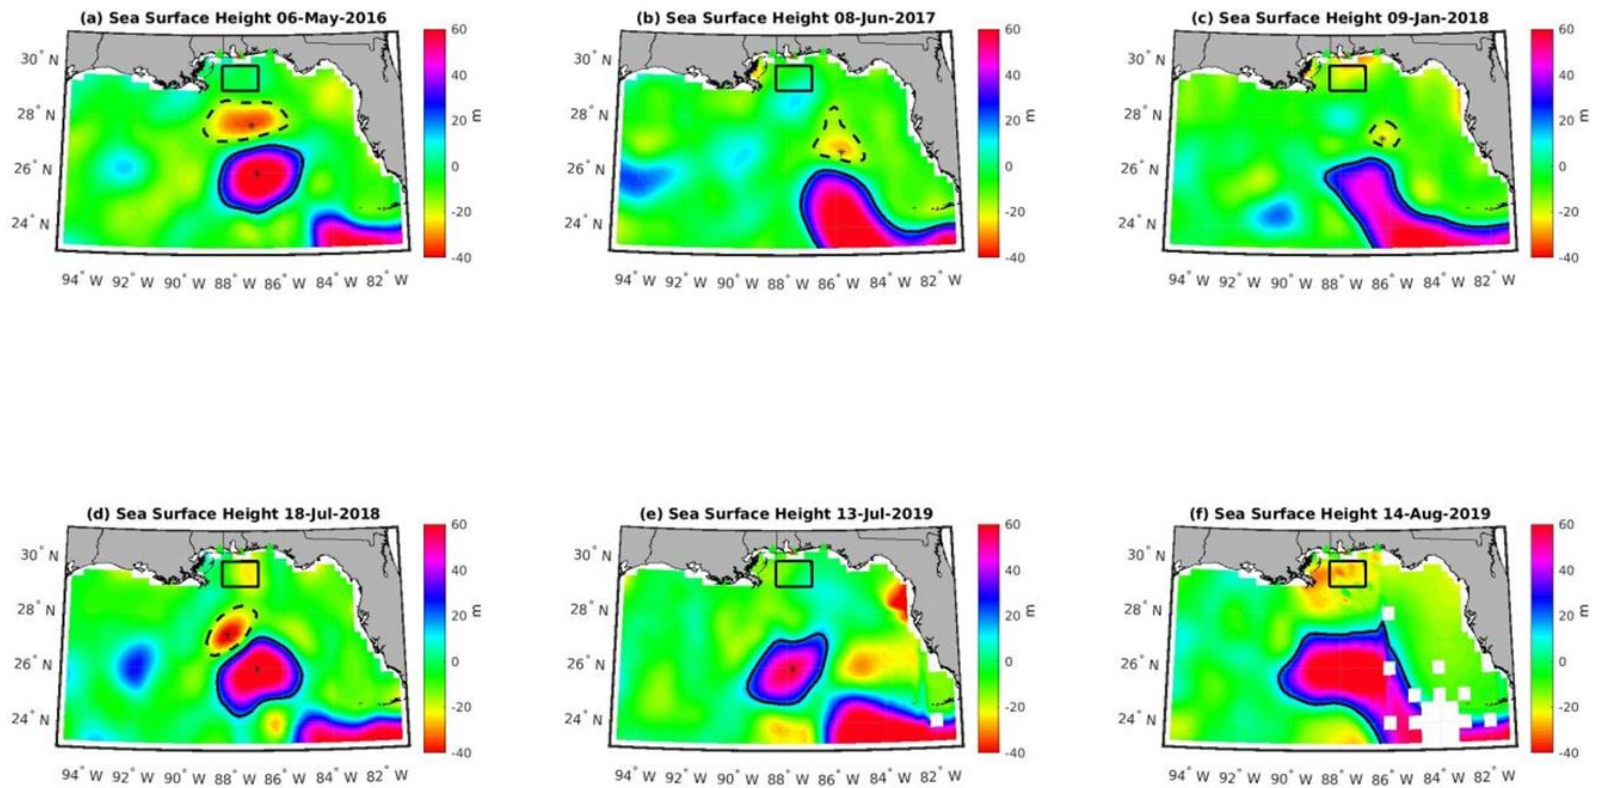 (a) Sea Surface Height 06-May-2016
(b) Sea Surface Height 08-Jun-2017
(c) Sea Surface Height 09-Jan-2018
30° N
28° N
26° N
24° N
94° W 92° W 90° W 88° W 86° W 84° W 82° W
60
40
20
0
-20
-40
m
30° N
28° N
26° N
24° N
94° W 92° W 90° W 88° W 86° W 84° W 82° W
60
40
20
0
-20
-40
m
30° N
28° N
26° N
24° N
94° W 92° W 90° W 88° W 86° W 84° W 82° W
60
40
20
0
-20
-40
m
(d) Sea Surface Height 18-Jul-2018
(e) Sea Surface Height 13-Jul-2019
(f) Sea Surface Height 14-Aug-2019
30° N
28° N
26° N
24° N
94° W 92° W 90° W 88° W 86° W 84° W 82° W
60
40
20
0
-20
-40
m
30° N
28° N
26° N
24° N
94° W 92° W 90° W 88° W 86° W 84° W 82° W
60
40
20
0
-20
-40
m
30° N
28° N
26° N
24° N
94° W 92° W 90° W 88° W 86° W 84° W 82° W
60
40
20
0
-20
-40
m